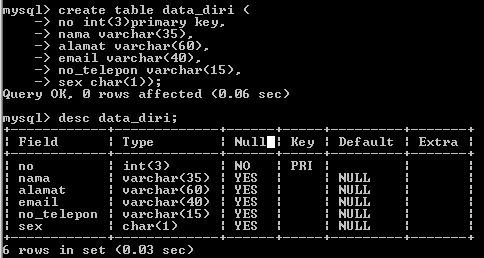 mysql> create table data_diri (
    -> no int(3)primary key,
    -> nama varchar(35),
    -> alamat varchar(60),
    -> email varchar(40),
    -> no_telepon varchar(15),
    -> sex char(1));
Query OK, 0 rows affected (0.06 sec)

mysql> desc data_diri;
+------------+-------------+------+-----+---------+-------+
| Field      | Type        | Null | Key | Default | Extra |
+------------+-------------+------+-----+---------+-------+
| no         | int(3)      | NO   | PRI |         |       |
| nama       | varchar(35) | YES  |     | NULL    |       |
| alamat     | varchar(60) | YES  |     | NULL    |       |
| email      | varchar(40) | YES  |     | NULL    |       |
| no_telepon | varchar(15) | YES  |     | NULL    |       |
| sex        | char(1)     | YES  |     | NULL    |       |
+------------+-------------+------+-----+---------+-------+
6 rows in set (0.03 sec)